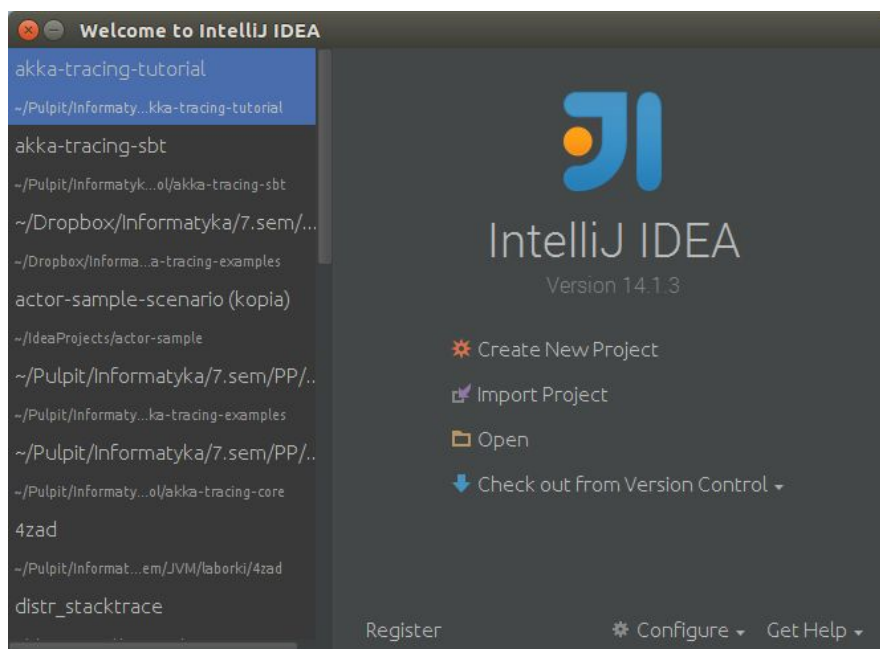 Welcome to IntelliJ IDEA
akka-tracing-tutorial
~/Pulpit/Informaty...kka-tracing-tutorial
akka-tracing-sbt
~/Pulpit/Informatyk...ol/akka-tracing-sbt
~/Dropbox/Informatyka/7.sem/...
~/Dropbox/Informa...a-tracing-examples
actor-sample-scenario (kopia)
~/IdeaProjects/actor-sample
~/Pulpit/Informatyka/7.sem/PP/..
~/Pulpit/Informaty...ka-tracing-examples
~/Pulpit/Informatyka/7.sem/PP/..
~/Pulpit/Informaty...ol/akka-tracing-core
4zad
~/Pulpit/Informat...em/JVM/laborki/4zad
distr_stacktrace
IntelliJ IDEA
Version 14.1.3
Create New Project
Import Project
Open
Check out from Version Control
Register
Configure
Get Help